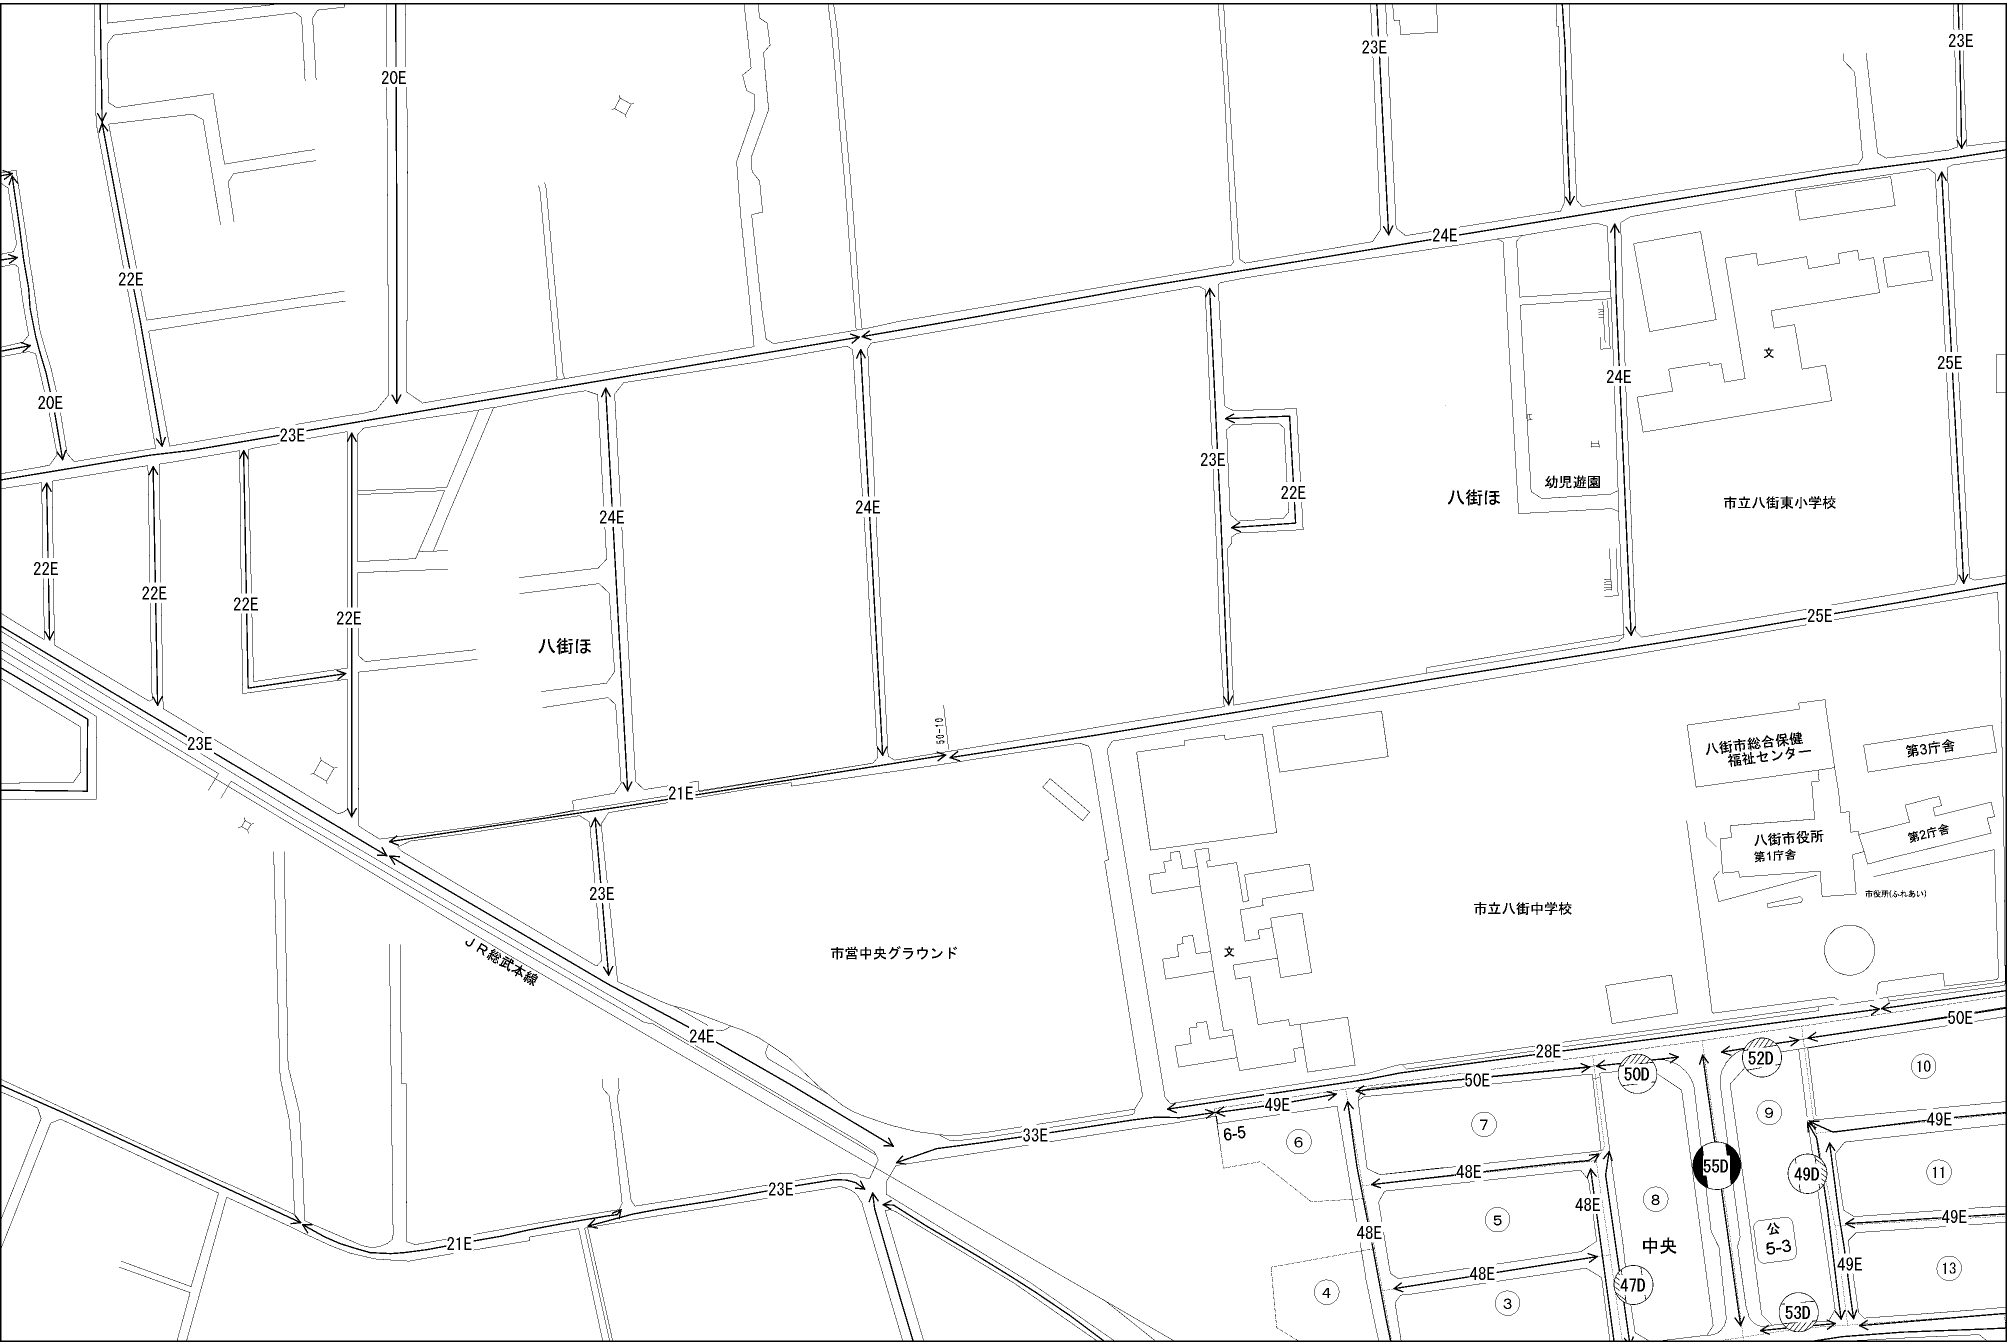 23E
23E
20E
24E
22E
25E
24E
20E
23E
23E
22E
八街ほ
幼児遊園
文
市立八街東小学校
24E
24E
22E
22E
22E
22E
25E
八街ほ
50-10
23E
21E
八街市総合保健
福祉センター
第3庁舎
八街市役所
第1庁舎
第2庁舎
市役所(ふれあい)
23E
市立八街中学校
文
市営中央グラウンド
JR総武本線
24E
50E
28E
52D
50D
50E
10
49E
9
49E
7
6
6-5
33E
55D
49D
11
48E
23E
8
48E
5
49E
48E
公
5-3
21E
中央
49E
13
48E
47D
4
3
53D